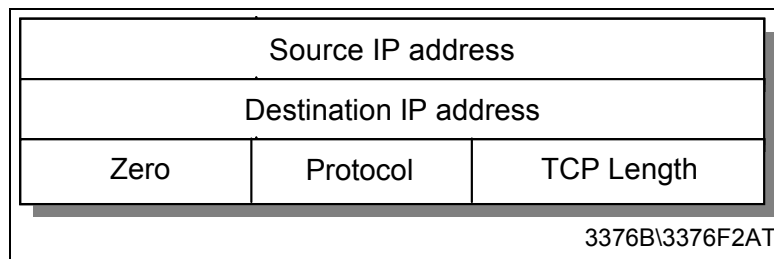 Source IP address
Destination IP address
Zero Protocol TCP Length
3376B\3376F2AT